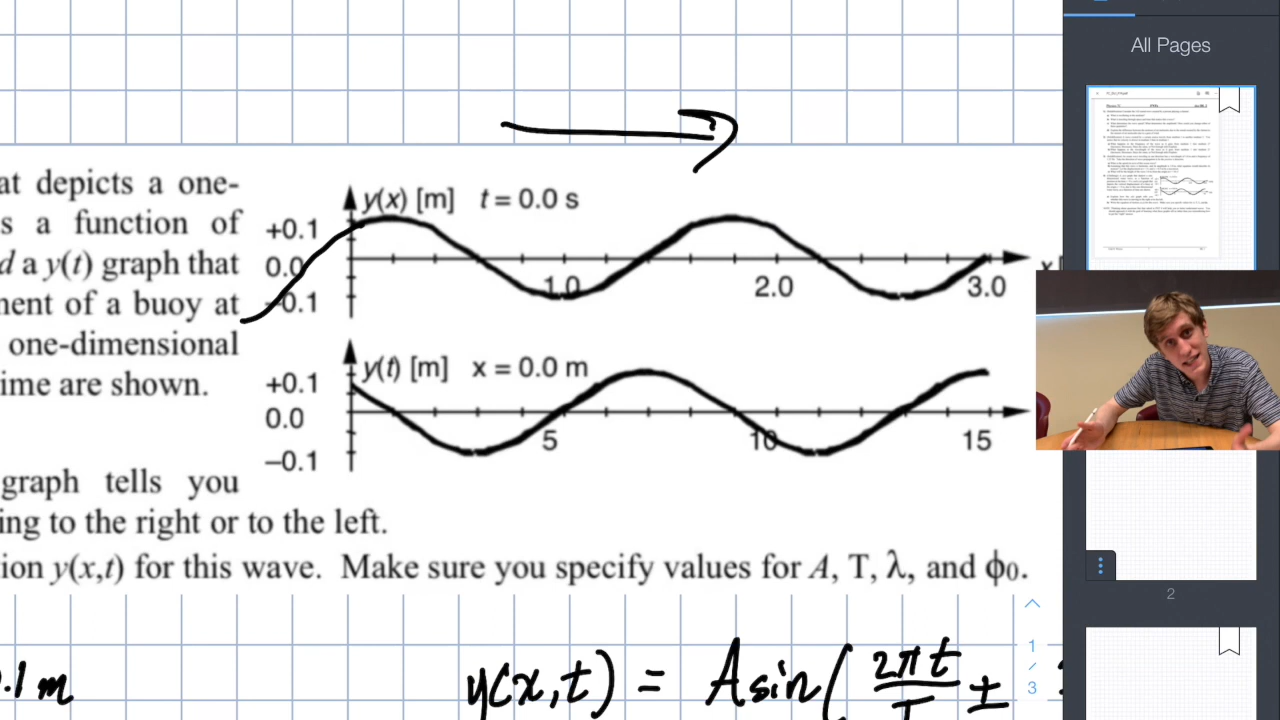 All Pages
at depicts a one-
s a function of
d a y(t) graph that
nent of a buoy at
one-dimensional
ime are shown.
graph tells you
ing to the right or to the left.
ion y(x,t) for this wave. Make sure you specify values for A, T, λ, and ϕ0.
y(x) t = 0.0 s
+0.1
0.0
–0.1
1.0 2.0 3.0
y(t) [m] x = 0.0 m
+0.1
0.0
–0.1
5 10 15
.1 m
y(x,t) = A sin( 2πt/T ±
1
/
3
2